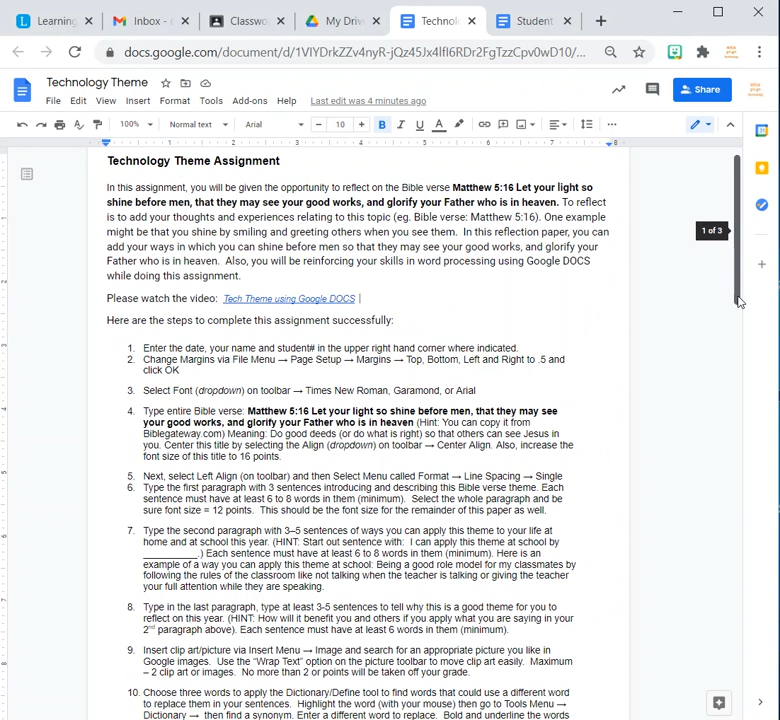 Learning
Inbox -
Classwo
My Driv
Technol
Student
docs.google.com/document/d/1VIYDrkZZv4nyR-jQz45Jx4lfI6RDr2FgTzzCpv0wD10/...
Technology Theme
File Edit View Insert Format Tools Add-ons Help Last edit was 4 minutes ago
Share
100% Normal text Arial 10 B I U A
1 2 3 4 5 6 7 8
Technology Theme Assignment
In this assignment, you will be given the opportunity to reflect on the Bible verse Matthew 5:16 Let your light so
shine before men, that they may see your good works, and glorify your Father who is in heaven. To reflect
is to add your thoughts and experiences relating to this topic (eg. Bible verse: Matthew 5:16). One example
might be that you shine by smiling and greeting others when you see them. In this reflection paper, you can
add your ways in which you can shine before men so that they may see your good works, and glorify your
Father who is in heaven. Also, you will be reinforcing your skills in word processing using Google DOCS
while doing this assignment.
1 of 3
Please watch the video: Tech Theme using Google DOCS
Here are the steps to complete this assignment successfully:
1. Enter the date, your name and student# in the upper right hand corner where indicated.
2. Change Margins via File Menu → Page Setup → Margins → Top, Bottom, Left and Right to .5 and
click OK
3. Select Font (dropdown) on toolbar → Times New Roman, Garamond, or Arial
4. Type entire Bible verse: Matthew 5:16 Let your light so shine before men, that they may see
your good works, and glorify your Father who is in heaven (Hint: You can copy it from
Biblegateway.com) Meaning: Do good deeds (or do what is right) so that others can see Jesus in
you. Center this title by selecting the Align (dropdown) on toolbar → Center Align. Also, increase the
font size of this title to 16 points.
5. Next, select Left Align (on toolbar) and then Select Menu called Format → Line Spacing → Single
6. Type the first paragraph with 3 sentences introducing and describing this Bible verse theme. Each
sentence must have at least 6 to 8 words in them (minimum). Select the whole paragraph and be
sure font size = 12 points. This should be the font size for the remainder of this paper as well.
7. Type the second paragraph with 3–5 sentences of ways you can apply this theme to your life at
home and at school this year. (HINT: Start out sentence with: I can apply this theme at school by
__________.) Each sentence must have at least 6 to 8 words in them (minimum). Here is an
example of a way you can apply this theme at school: Being a good role model for my classmates by
following the rules of the classroom like not talking when the teacher is talking or giving the teacher
your full attention while they are speaking.
8. Type in the last paragraph, type at least 3-5 sentences to tell why this is a good theme for you to
reflect on this year. (HINT: How will it benefit you and others if you apply what you are saying in your
2nd paragraph above). Each sentence must have at least 6 words in them (minimum).
9. Insert clip art/picture via Insert Menu → Image and search for an appropriate picture you like in
Google images. Use the “Wrap Text” option on the picture toolbar to move clip art easily. Maximum
– 2 clip art or images. No more than 2 or points will be taken off your grade.
10. Choose three words to apply the Dictionary/Define tool to find words that could use a different word
to replace them in your sentences. Highlight the word (with your mouse) then go to Tools Menu →
Dictionary → then find a synonym. Enter a different word to replace. Bold and underline the words